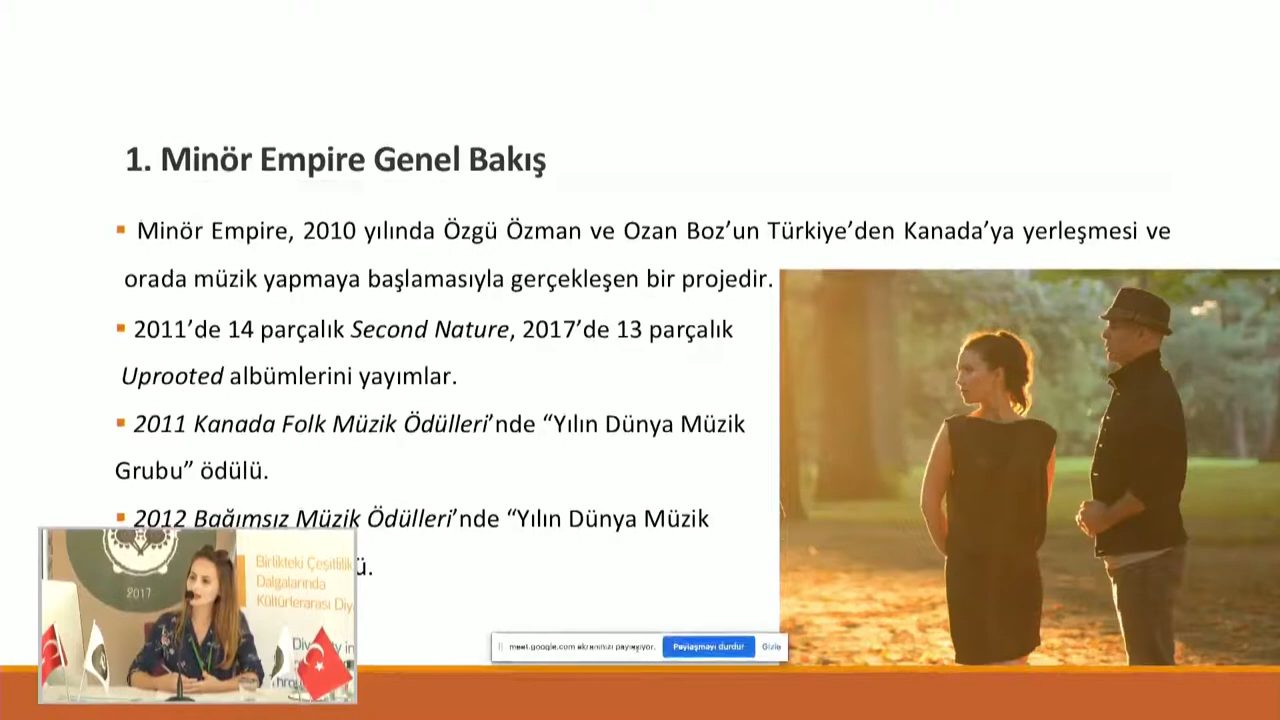 1. Minör Empire Genel Bakış
▪ Minör Empire, 2010 yılında Özgü Özman ve Ozan Boz’un Türkiye’den Kanada’ya yerleşmesi ve
orada müzik yapmaya başlamasıyla gerçekleşen bir projedir.
▪ 2011’de 14 parçalık Second Nature, 2017’de 13 parçalık
Uprooted albümlerini yayımlar.
▪ 2011 Kanada Folk Müzik Ödülleri’nde “Yılın Dünya Müzik
Grubu” ödülü.
▪ 2012 Bağımsız Müzik Ödülleri’nde “Yılın Dünya Müzik
ü.
2017
Birlikteki Çeşitlilik
Dalgalarında
Kültürlerarası Diy
meet.google.com ekranınızı paylaşıyor.
Paylaşmayı durdur
Gizle